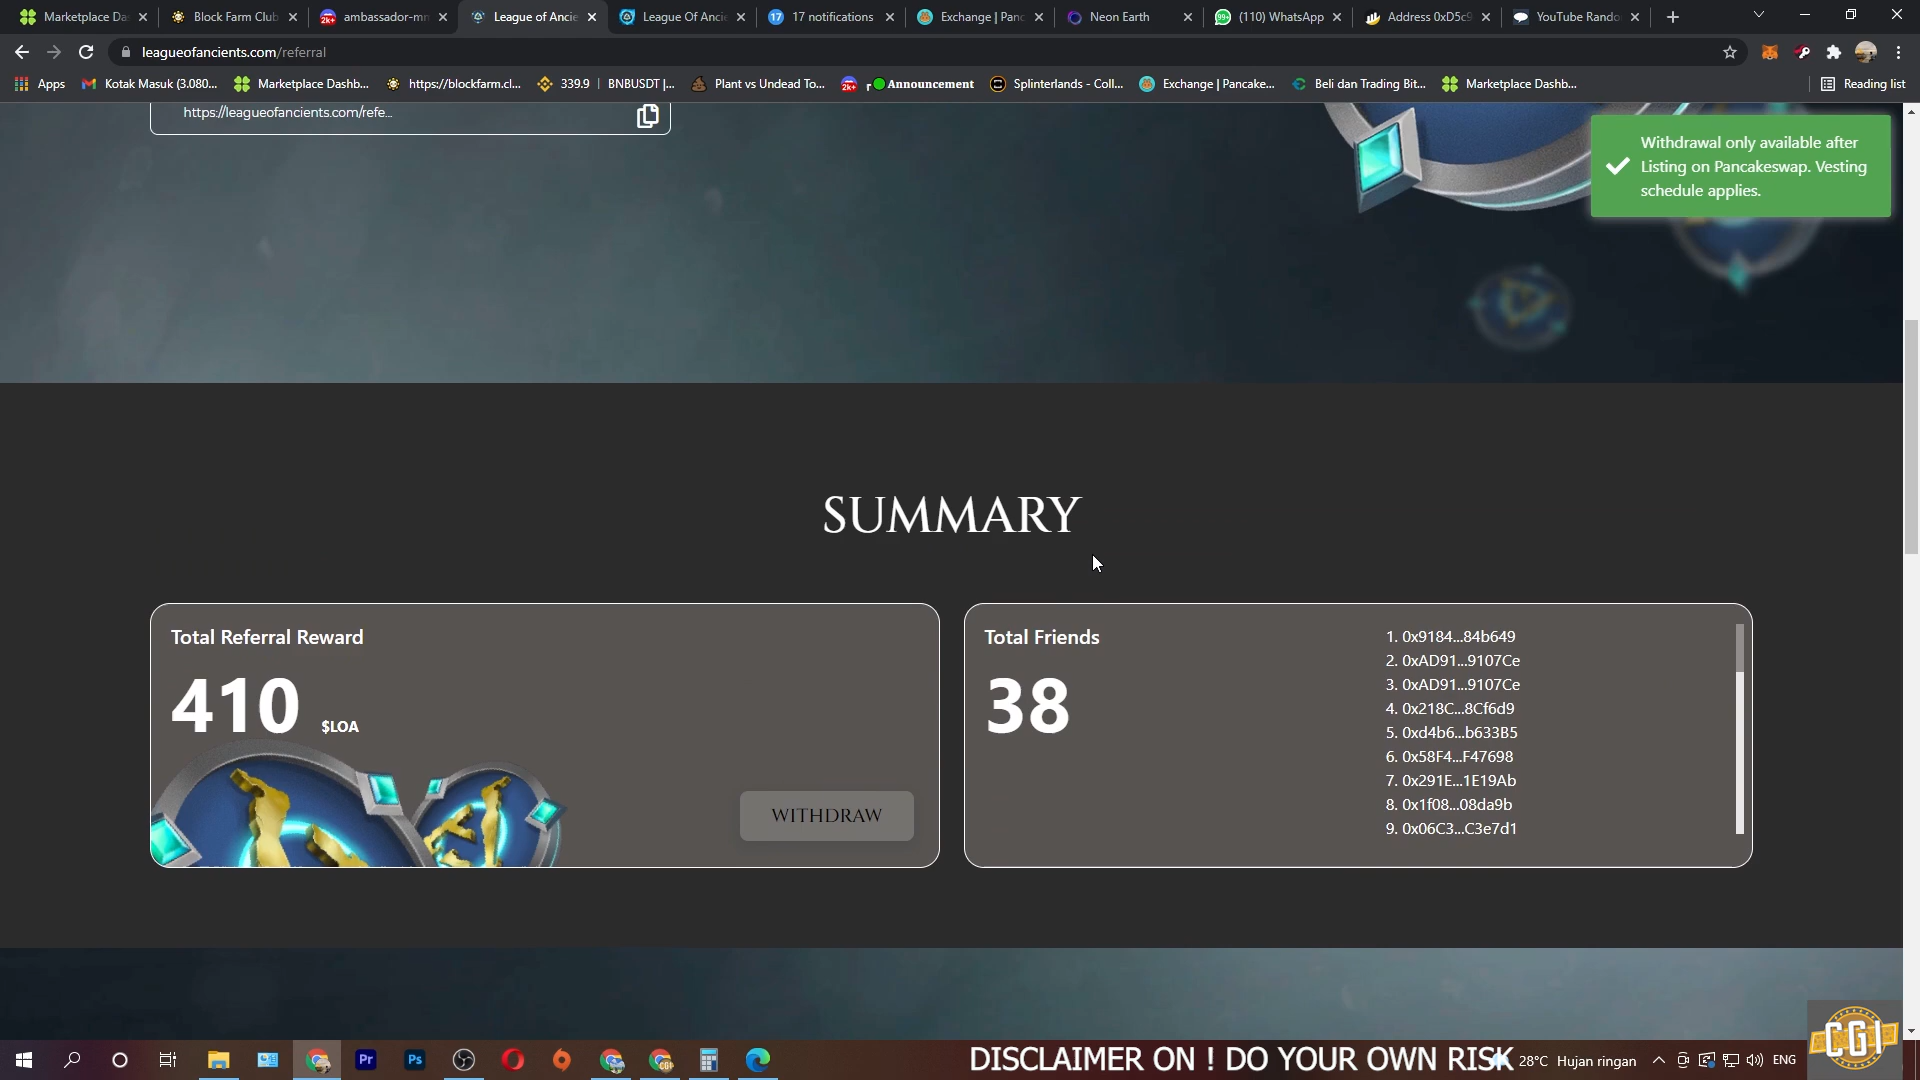 Marketplace Da
Block Farm Club
ambassador-mn
League of Ancie
League Of Ancie
17 notifications
Exchange | Panc
Neon Earth
(110) WhatsApp
Address 0xD5c9
YouTube Rando
leagueofancients.com/referral
Apps
Kotak Masuk (3.080...
Marketplace Dashb...
https://blockfarm.cl...
339.9 | BNBUSDT |...
Plant vs Undead To...
Announcement
Splinterlands - Coll...
Exchange | Pancake...
Beli dan Trading Bit...
Marketplace Dashb...
Reading list
https://leagueofancients.com/refe...
Withdrawal only available after
Listing on Pancakeswap. Vesting
schedule applies.
SUMMARY
Total Referral Reward
410 $LOA
WITHDRAW
Total Friends
38
1. 0x9184...84b649
2. 0xAD91...9107Ce
3. 0xAD91...9107Ce
4. 0x218C...8Cf6d9
5. 0xd4b6...b633B5
6. 0x58F4...F47698
7. 0x291E...1E19Ab
8. 0x1f08...08da9b
9. 0x06C3...C3e7d1
DISCLAIMER ON ! DO YOUR OWN RISK
28°C Hujan ringan
ENG
CGI